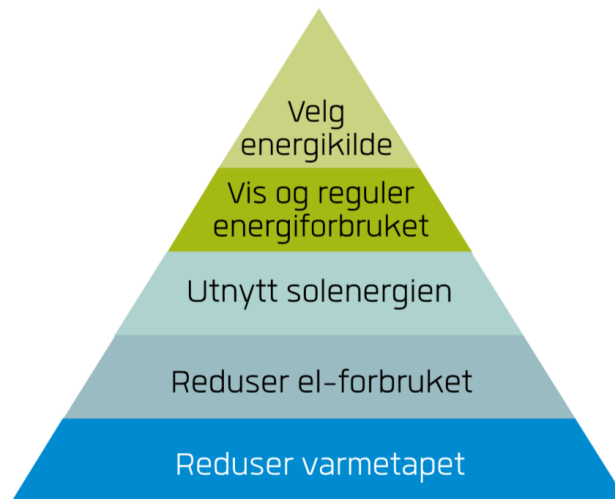 Velg
energikilde
Vis og reguler
energiforbruket
Utnytt solenergien
Reduser el-forbruket
Reduser varmetapet